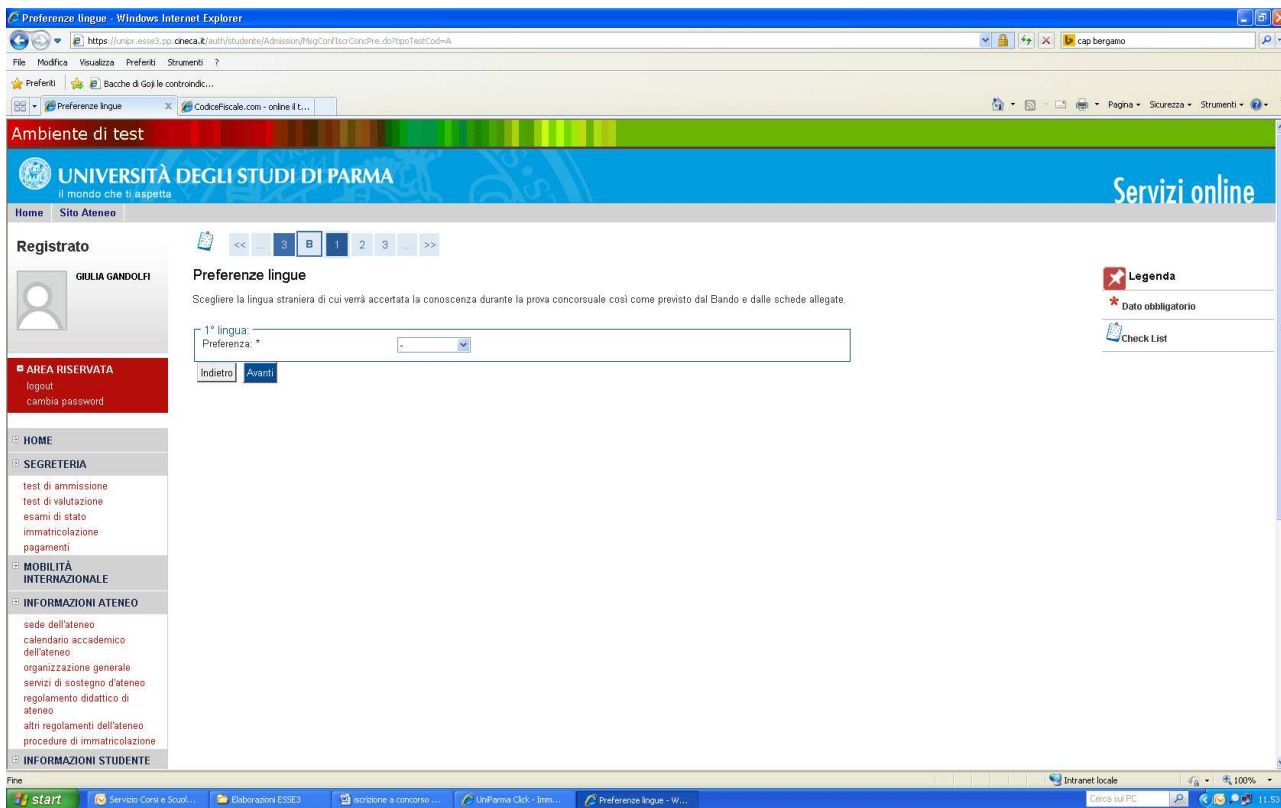 Preferenze lingue - Windows Internet Explorer
https://unipr.esse3.pp.cineca.it/auth/studente/Admission/MsgConfIscrConcPre.do?tipoTestCod=A
cap bergamo
File Modifica Visualizza Preferiti Strumenti ?
Preferiti Bacche di Goji le controindic...
Preferenze lingue CodiceFiscale.com - online il t...
Pagina Sicurezza Strumenti
Ambiente di test
UNIVERSITÀ DEGLI STUDI DI PARMA
il mondo che ti aspetta
Servizi online
Home Sito Ateneo
Registrato
GIULIA GANDOLFI
AREA RISERVATA
logout
cambia password
HOME
SEGRETERIA
test di ammissione
test di valutazione
esami di stato
immatricolazione
pagamenti
MOBILITÀ
INTERNAZIONALE
INFORMAZIONI ATENEO
sede dell'ateneo
calendario accademico
dell'ateneo
organizzazione generale
servizi di sostegno d'ateneo
regolamento didattico di
ateneo
altri regolamenti dell'ateneo
procedure di immatricolazione
INFORMAZIONI STUDENTE
<< ... 3 B 1 2 3 ... >>
Preferenze lingue
Scegliere la lingua straniera di cui verrà accertata la conoscenza durante la prova concorsuale così come previsto dal Bando e dalle schede allegate.
1° lingua:
Preferenza: * -
Indietro Avanti
Legenda
* Dato obbligatorio
Check List
Fine
Intranet locale
100%
start
Servizio Corsi e Scuol...
Elaborazioni ESSE3
iscrizione a concorso ...
UniParma Click - Imm...
Preferenze lingue - W...
Cerca sul PC
11.53